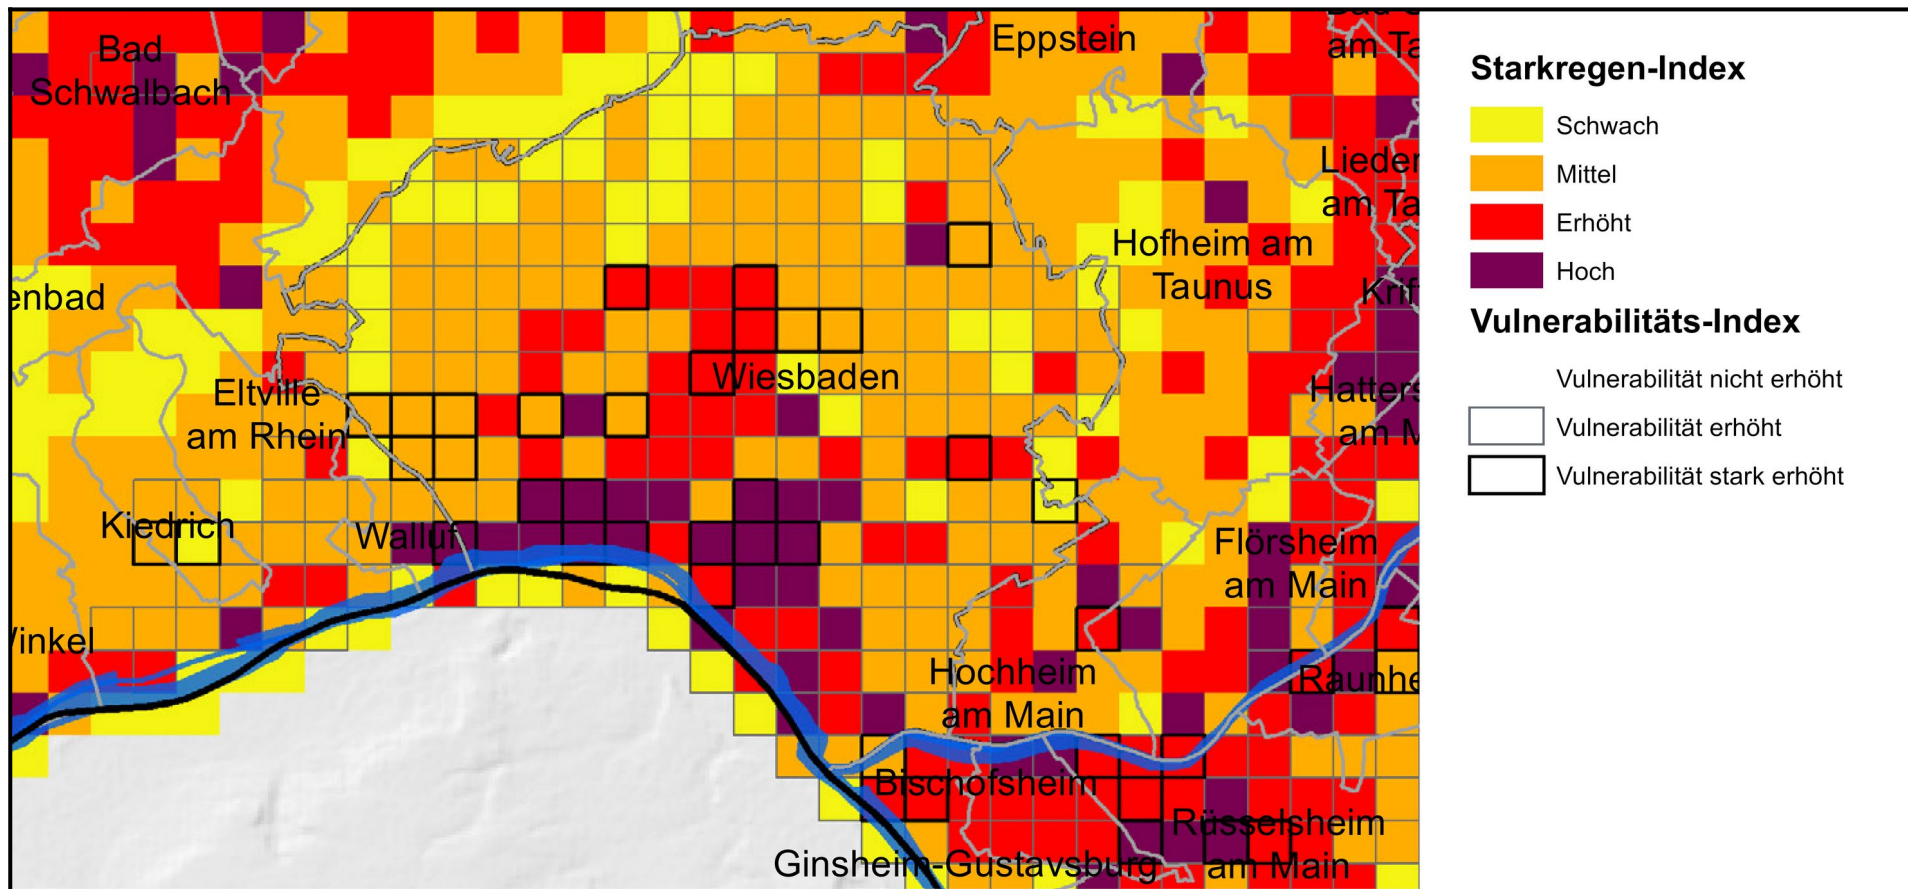 Bad
Schwalbach
Eppstein
am Ta
Lieder
am Ta
Hofheim am
Taunus
enbad
Krif
Wiesbaden
Eltville
am Rhein
Hatters
am M
Kiedrich
Walluf
Flörsheim
am Main
Winkel
Hochheim
am Main
Raunhe
Bischofsheim
Rüsselsheim
am Main
Ginsheim-Gustavsburg
Starkregen-Index
Schwach
Mittel
Erhöht
Hoch
Vulnerabilitäts-Index
Vulnerabilität nicht erhöht
Vulnerabilität erhöht
Vulnerabilität stark erhöht